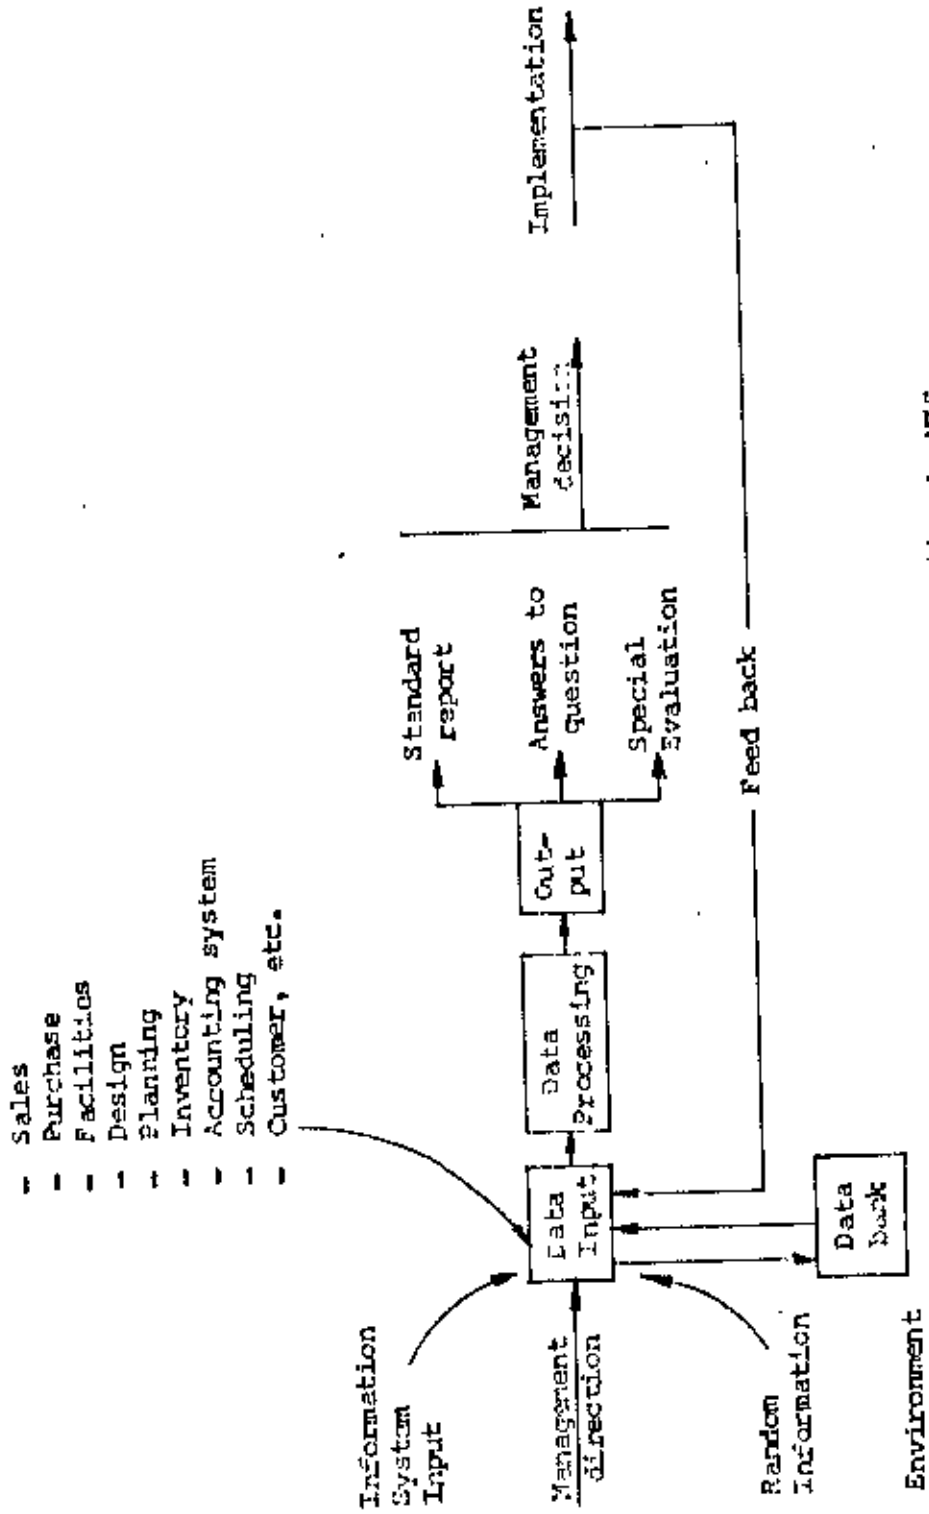 - Sales
- Purchase
- Facilities
- Design
- Planning
- Inventory
- Accounting system
- Scheduling
- Customer, etc.
Information
System
Input
Management
direction
Random
Information
Environment
Data
Input
Data
bank
Data
Processing
Out-
put
Standard
report
Answers to
question
Special
Evaluation
Management
decision
Implementation
Feed back